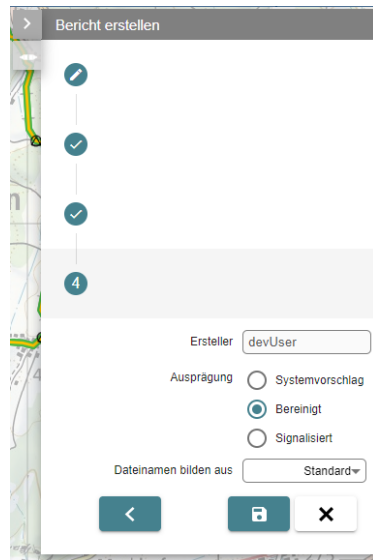 Bericht erstellen
4
Ersteller devUser
Ausprägung Systemvorschlag
Bereinigt
Signalisiert
Dateinamen bilden aus Standard